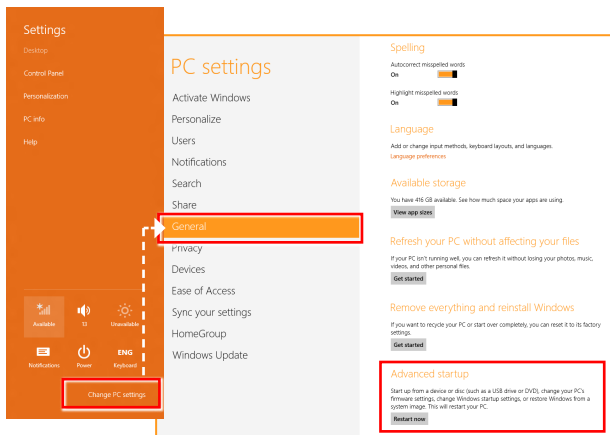 Settings
Desktop
Control Panel
Personalization
PC info
Help
Available
13
Unavailable
Notifications
Power
ENG
Keyboard
Change PC settings
PC settings
Activate Windows
Personalize
Users
Notifications
Search
Share
General
Privacy
Devices
Ease of Access
Sync your settings
HomeGroup
Windows Update
Spelling
Autocorrect misspelled words
On
Highlight misspelled words
On
Language
Add or change input methods, keyboard layouts, and languages.
Language preferences
Available storage
You have 416 GB available. See how much space your apps are using.
View app sizes
Refresh your PC without affecting your files
If your PC isn't running well, you can refresh it without losing your photos, music,
videos, and other personal files.
Get started
Remove everything and reinstall Windows
If you want to recycle your PC or start over completely, you can reset it to its factory
settings.
Get started
Advanced startup
Start up from a device or disc (such as a USB drive or DVD), change your PC's
firmware settings, change Windows startup settings, or restore Windows from a
system image. This will restart your PC.
Restart now